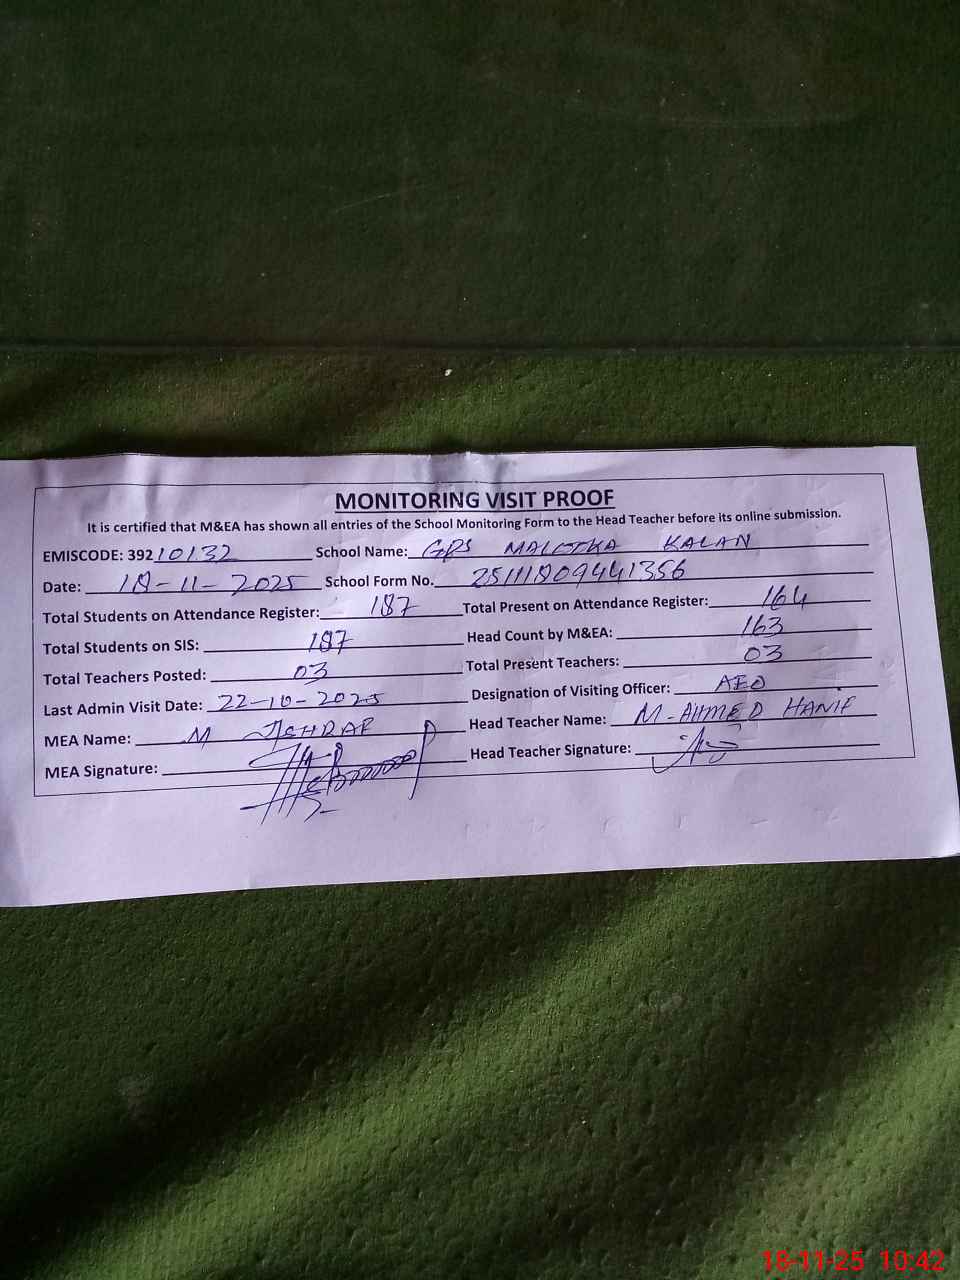 MONITORING VISIT PROOF
It is certified that M&EA has shown all entries of the School Monitoring Form to the Head Teacher before its online submission.
EMISCODE: 39210132 School Name: GPS MALOTKA KALAN
Date: 18-11-2025 School Form No. 25111809441356
Total Students on Attendance Register: 187 Total Present on Attendance Register: 164
Total Students on SIS: 187 Head Count by M&EA: 163
Total Teachers Posted: 03 Total Present Teachers: 03
Last Admin Visit Date: 22-10-2025 Designation of Visiting Officer: AEO
MEA Name: M ASHRAF Head Teacher Name: M-AHMED HANIF
MEA Signature: Head Teacher Signature:
18-11-25 10:42